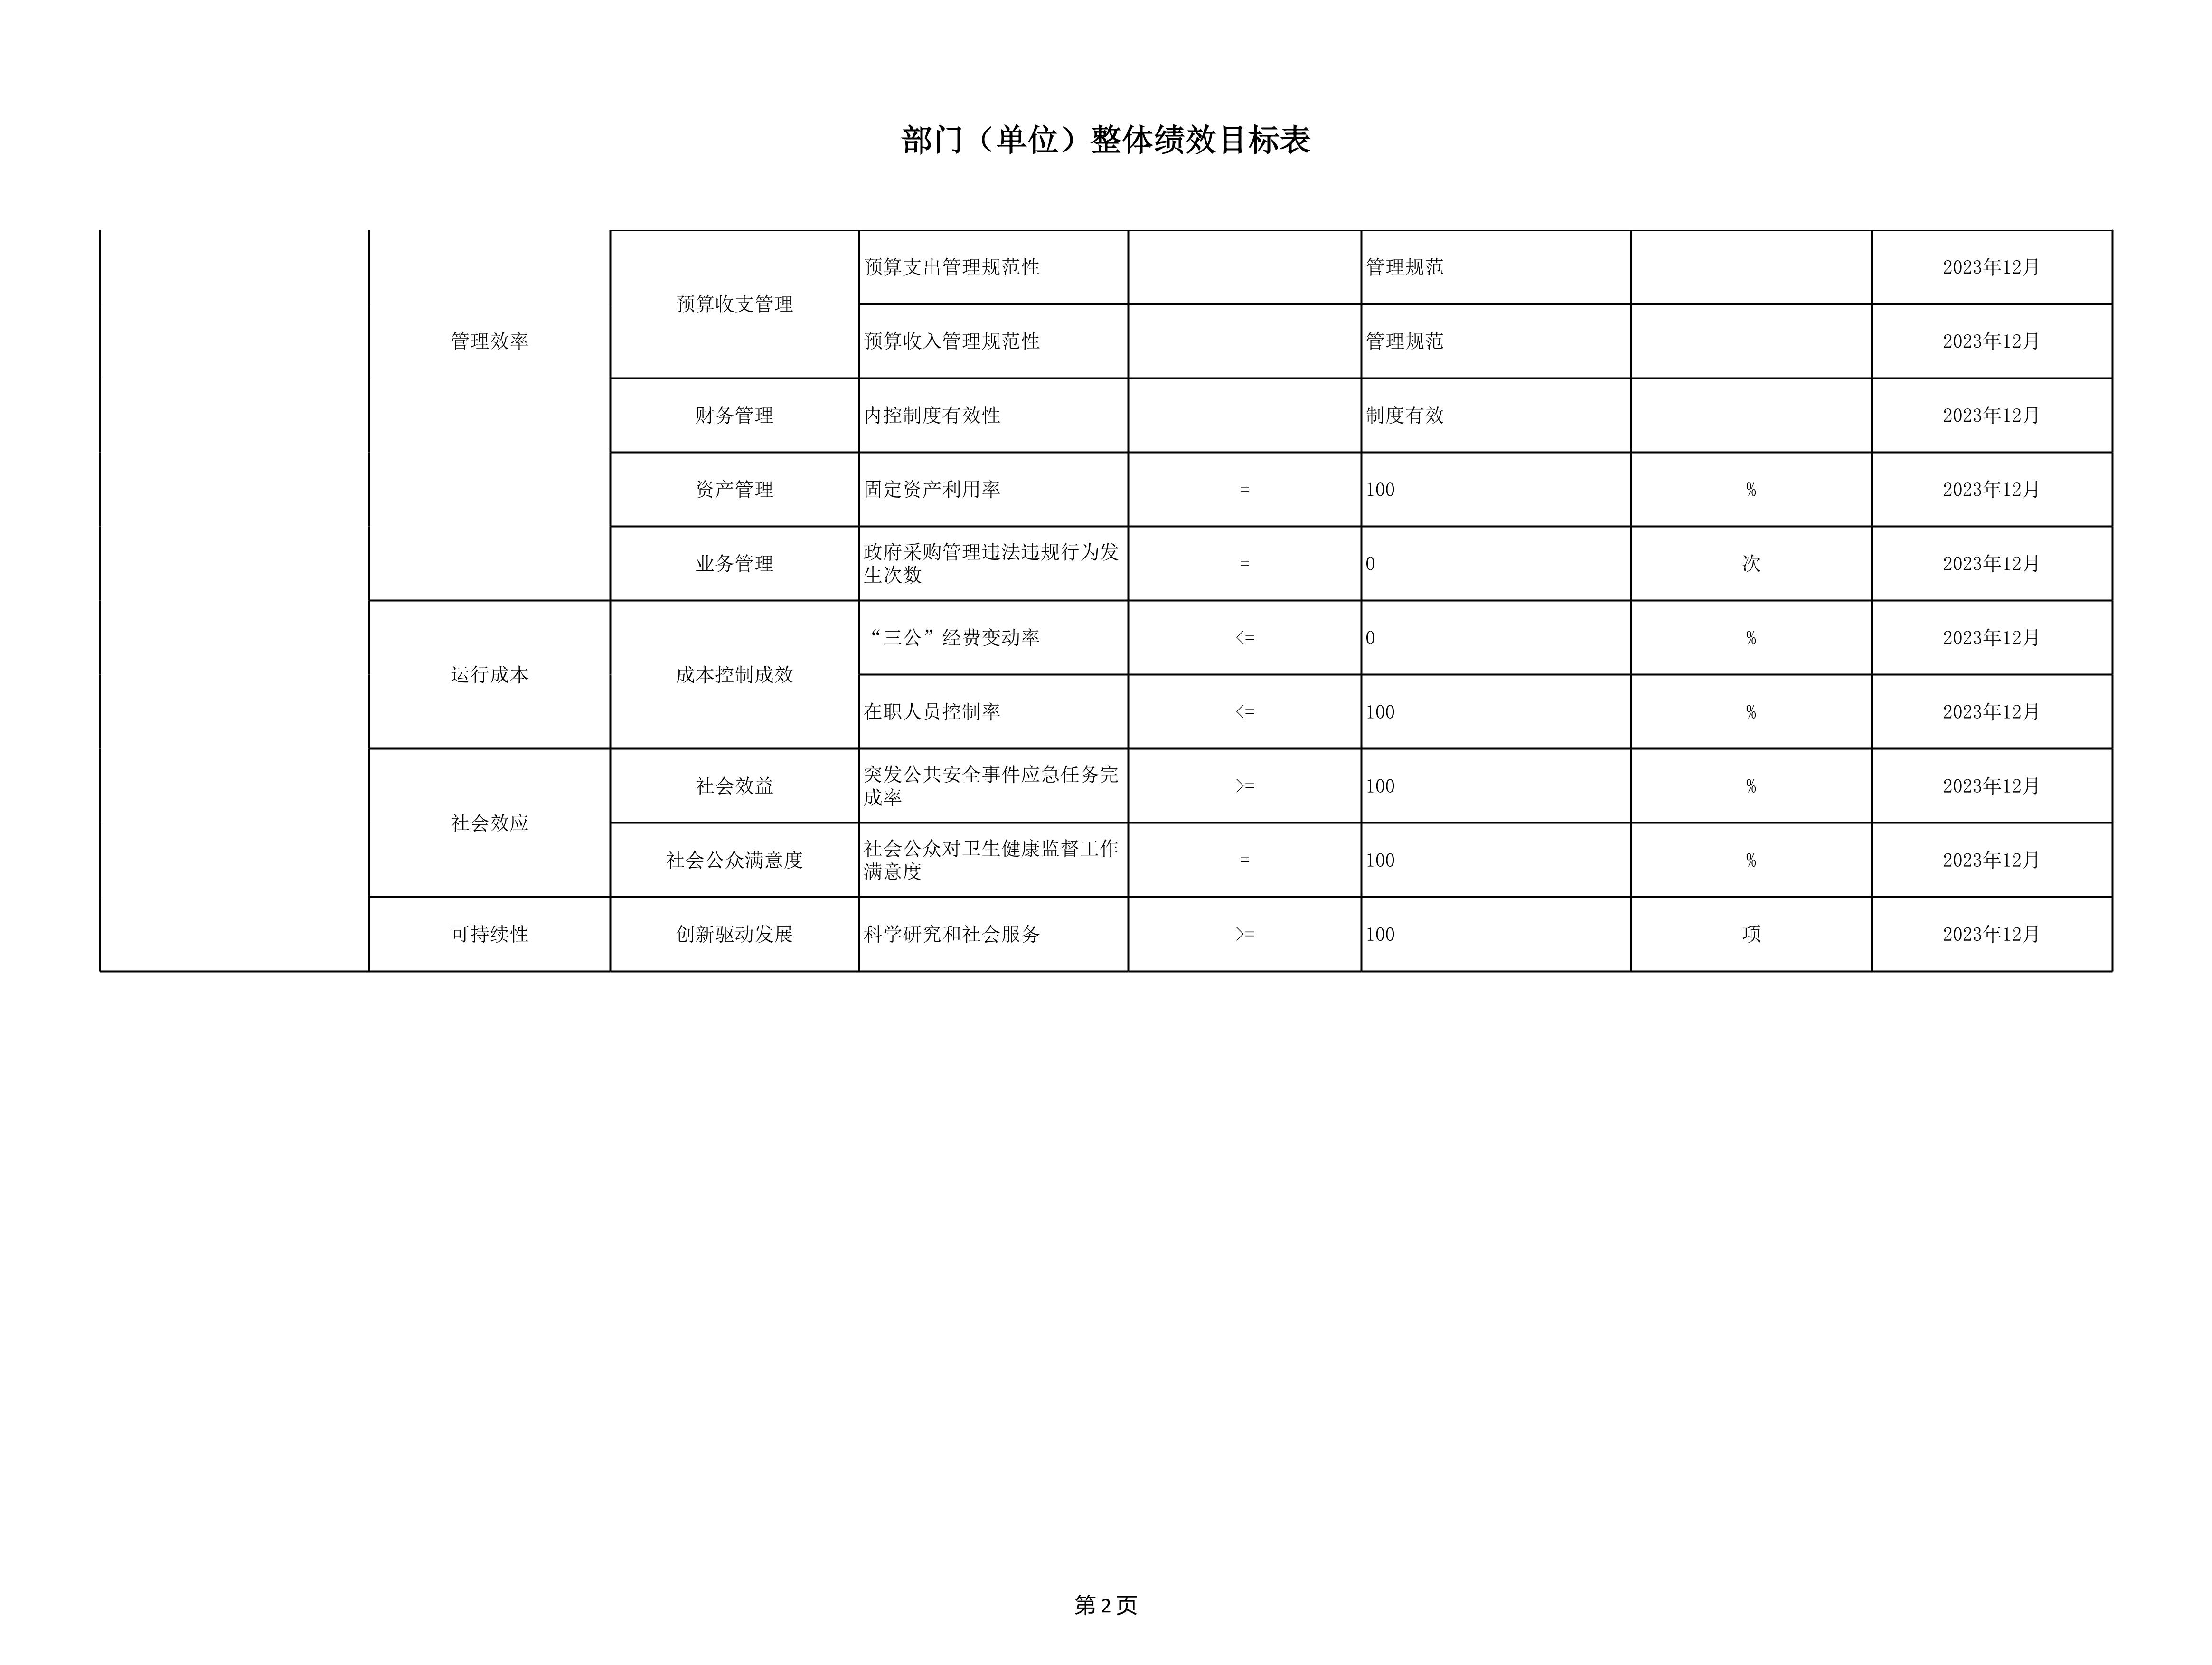 部门（单位）整体绩效目标表
管理效率
预算收支管理
预算支出管理规范性
管理规范
2023年12月
预算收入管理规范性
管理规范
2023年12月
财务管理
内控制度有效性
制度有效
2023年12月
资产管理
固定资产利用率
=
100
%
2023年12月
业务管理
政府采购管理违法违规行为发
生次数
=
0
次
2023年12月
运行成本
成本控制成效
“三公”经费变动率
<=
0
%
2023年12月
在职人员控制率
<=
100
%
2023年12月
社会效应
社会效益
突发公共安全事件应急任务完
成率
>=
100
%
2023年12月
社会公众满意度
社会公众对卫生健康监督工作
满意度
=
100
%
2023年12月
可持续性
创新驱动发展
科学研究和社会服务
>=
100
项
2023年12月
第 2 页